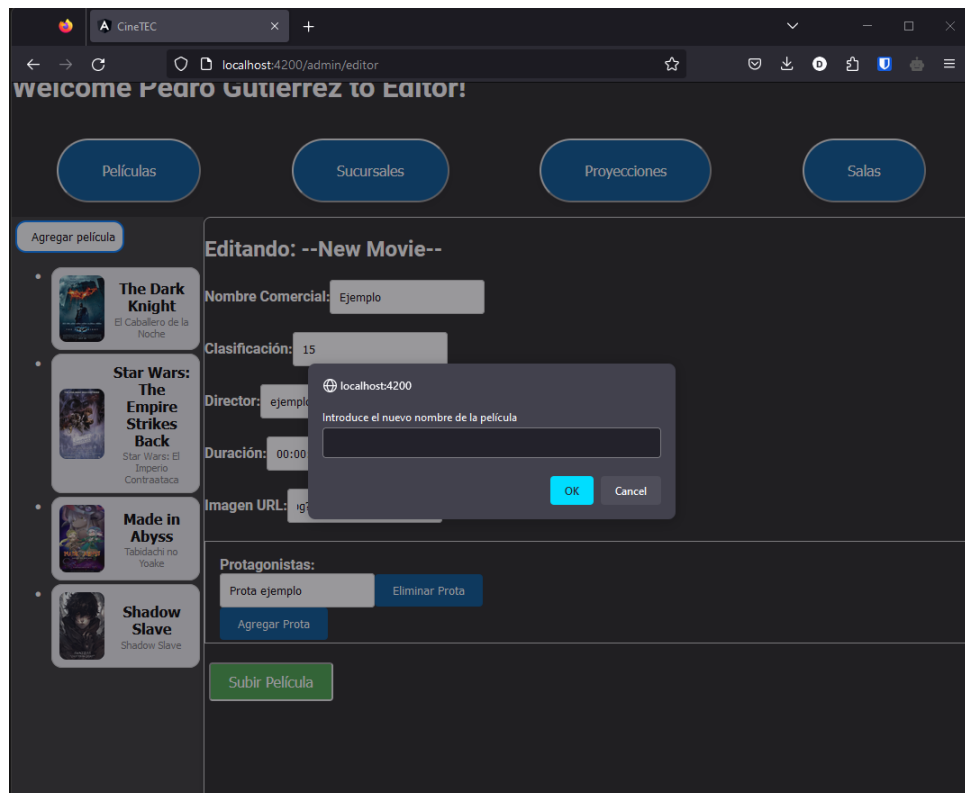 CineTEC
localhost:4200/admin/editor
Welcome Pedro Gutierrez to Editor!
Películas
Sucursales
Proyecciones
Salas
Agregar película
The Dark
Knight
El Caballero de la
Noche
Star Wars:
The
Empire
Strikes
Back
Star Wars: El
Imperio
Contraataca
Made in
Abyss
Tabidachi no
Yoake
Shadow
Slave
Shadow Slave
Editando: --New Movie--
Nombre Comercial: Ejemplo
Clasificación: 15
Director: ejemplo
Duración: 00:00
Imagen URL:
localhost:4200
Introduce el nuevo nombre de la película
OK
Cancel
Protagonistas:
Prota ejemplo
Eliminar Prota
Agregar Prota
Subir Película